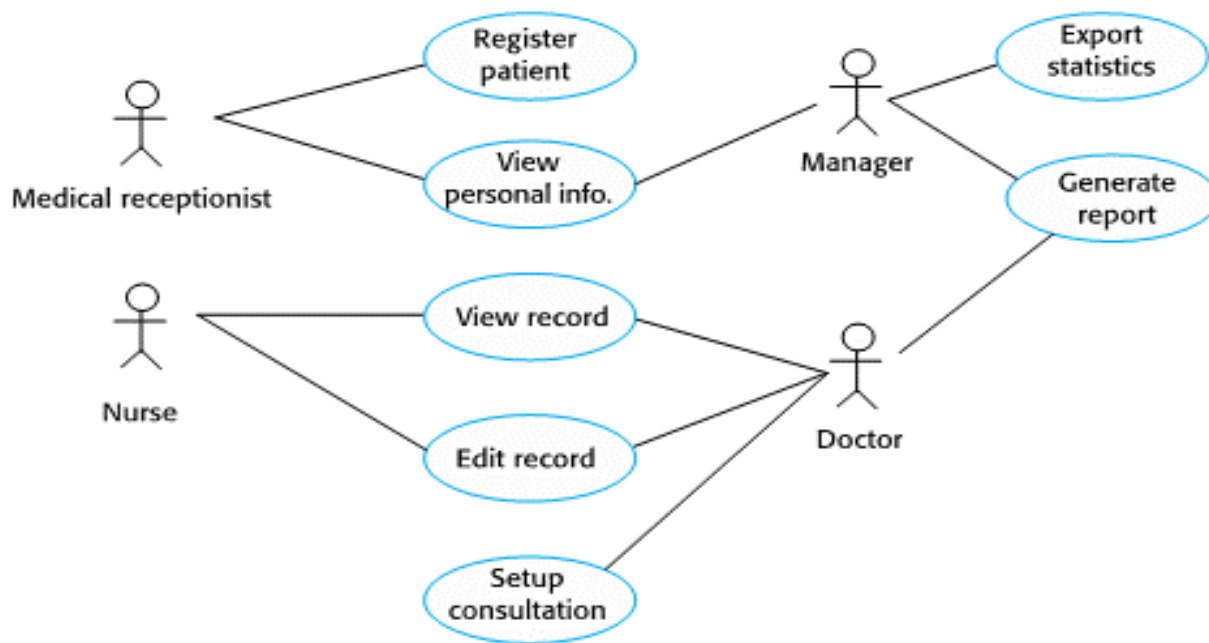 Register
patient
Export
statistics
Medical receptionist
View
personal info.
Manager
Generate
report
Nurse
View record
Edit record
Doctor
Setup
consultation